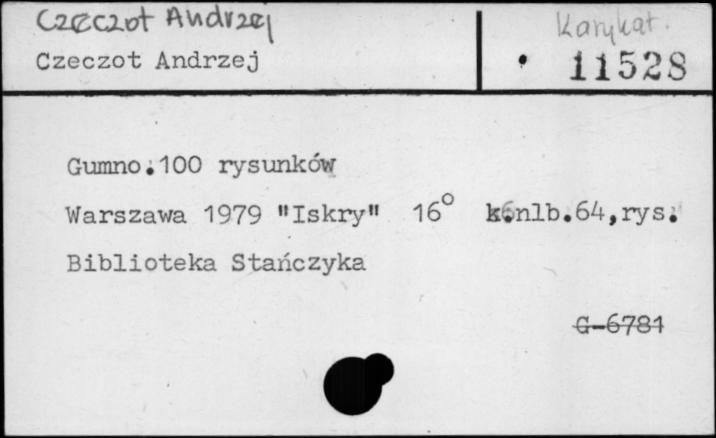 Czeczot Andrzej
Karykat.
Czeczot Andrzej
11528
Gumno.100 rysunków
Warszawa 1979 "Iskry" 16° k.nlb.64,rys.
Biblioteka Stańczyka
G-6781